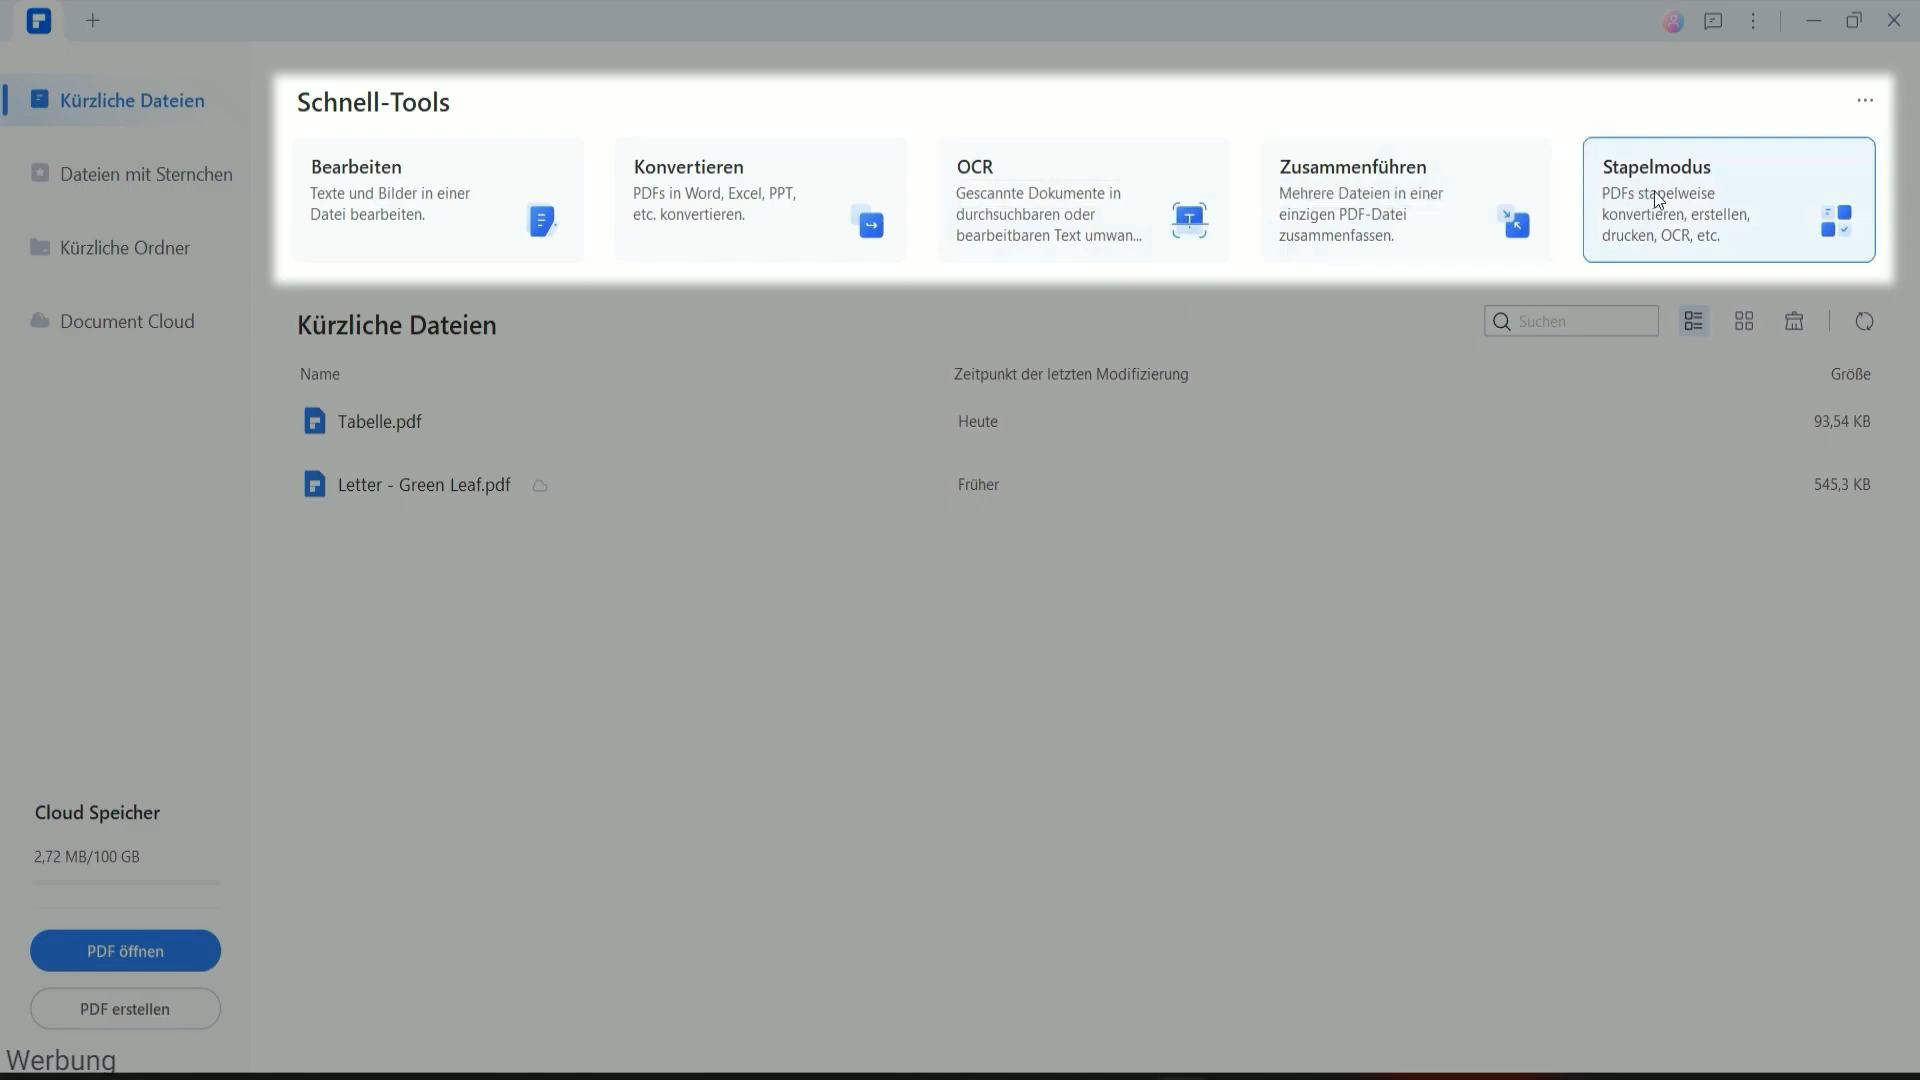 Kürzliche Dateien
Dateien mit Sternchen
Kürzliche Ordner
Document Cloud
Schnell-Tools
Bearbeiten
Texte und Bilder in einer
Datei bearbeiten.
Konvertieren
PDFs in Word, Excel, PPT,
etc. konvertieren.
OCR
Gescannte Dokumente in
durchsuchbaren oder
bearbeitbaren Text umwan...
Zusammenführen
Mehrere Dateien in einer
einzigen PDF-Datei
zusammenfassen.
Stapelmodus
PDFs stapelweise
konvertieren, erstellen,
drucken, OCR, etc.
Kürzliche Dateien
Suchen
Name Zeitpunkt der letzten Modifizierung Größe
Tabelle.pdf Heute 93,54 KB
Letter - Green Leaf.pdf Früher 545,3 KB
Cloud Speicher
2,72 MB/100 GB
PDF öffnen
PDF erstellen
Werbung